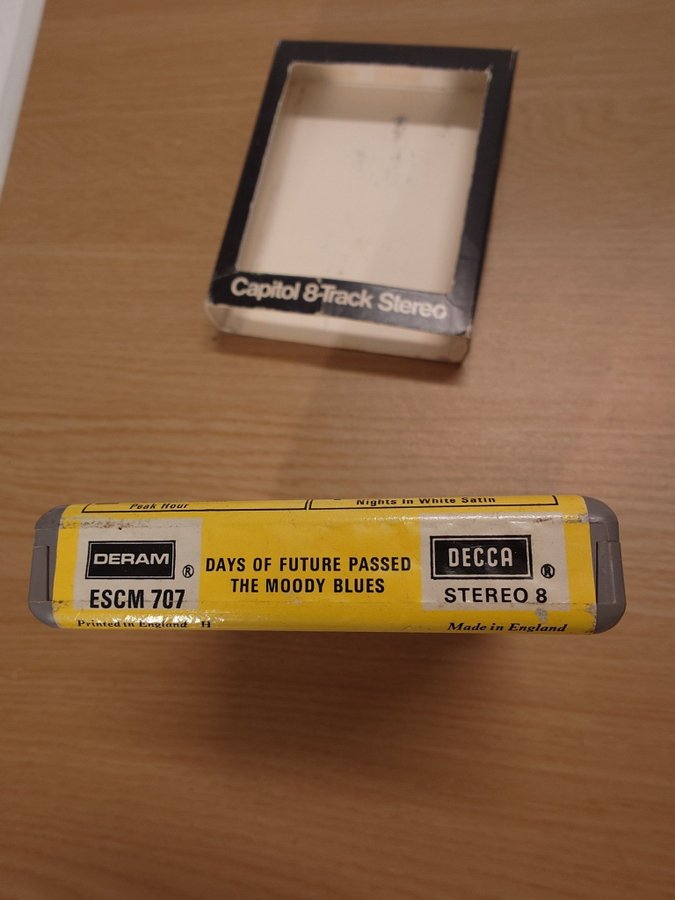 Capitol 8-Track Stereo
Peak Hour
Nights In White Satin
DERAM ®
DECCA ®
DAYS OF FUTURE PASSED
THE MOODY BLUES
ESCM 707
STEREO 8
Printed in England H
Made in England